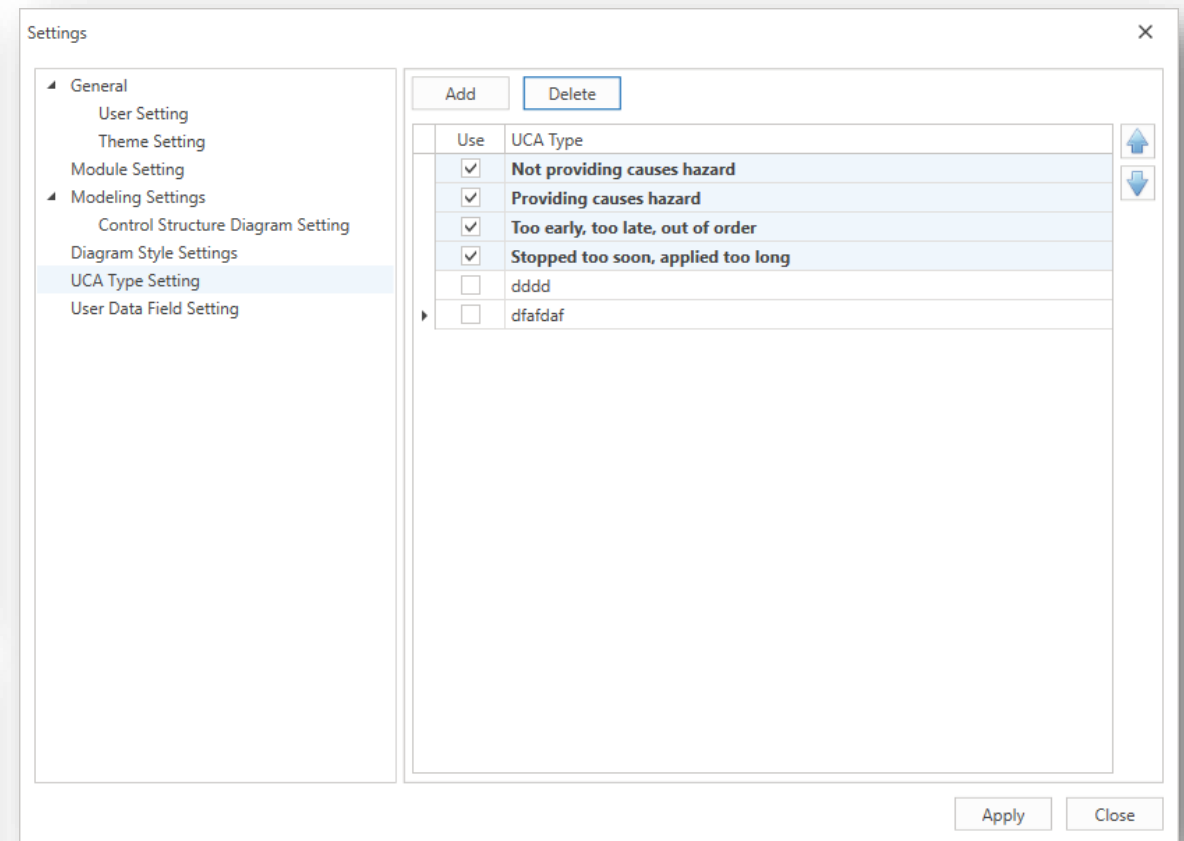 Settings
General
User Setting
Theme Setting
Module Setting
Modeling Settings
Control Structure Diagram Setting
Diagram Style Settings
UCA Type Setting
User Data Field Setting
Add Delete
Use UCA Type
Not providing causes hazard
Providing causes hazard
Too early, too late, out of order
Stopped too soon, applied too long
dddd
dfafdaf
Apply Close